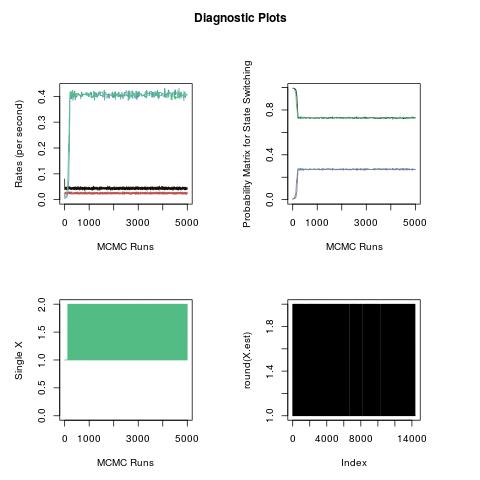 Diagnostic Plots
Rates (per second)
0.0 0.1 0.2 0.3 0.4
0 1000 3000 5000
MCMC Runs
Probability Matrix for State Switching
0.0 0.4 0.8
0 1000 3000 5000
MCMC Runs
Single X
0.0 0.5 1.0 1.5 2.0
0 1000 3000 5000
MCMC Runs
round(X.est)
1.0 1.4 1.8
0 4000 8000 14000
Index